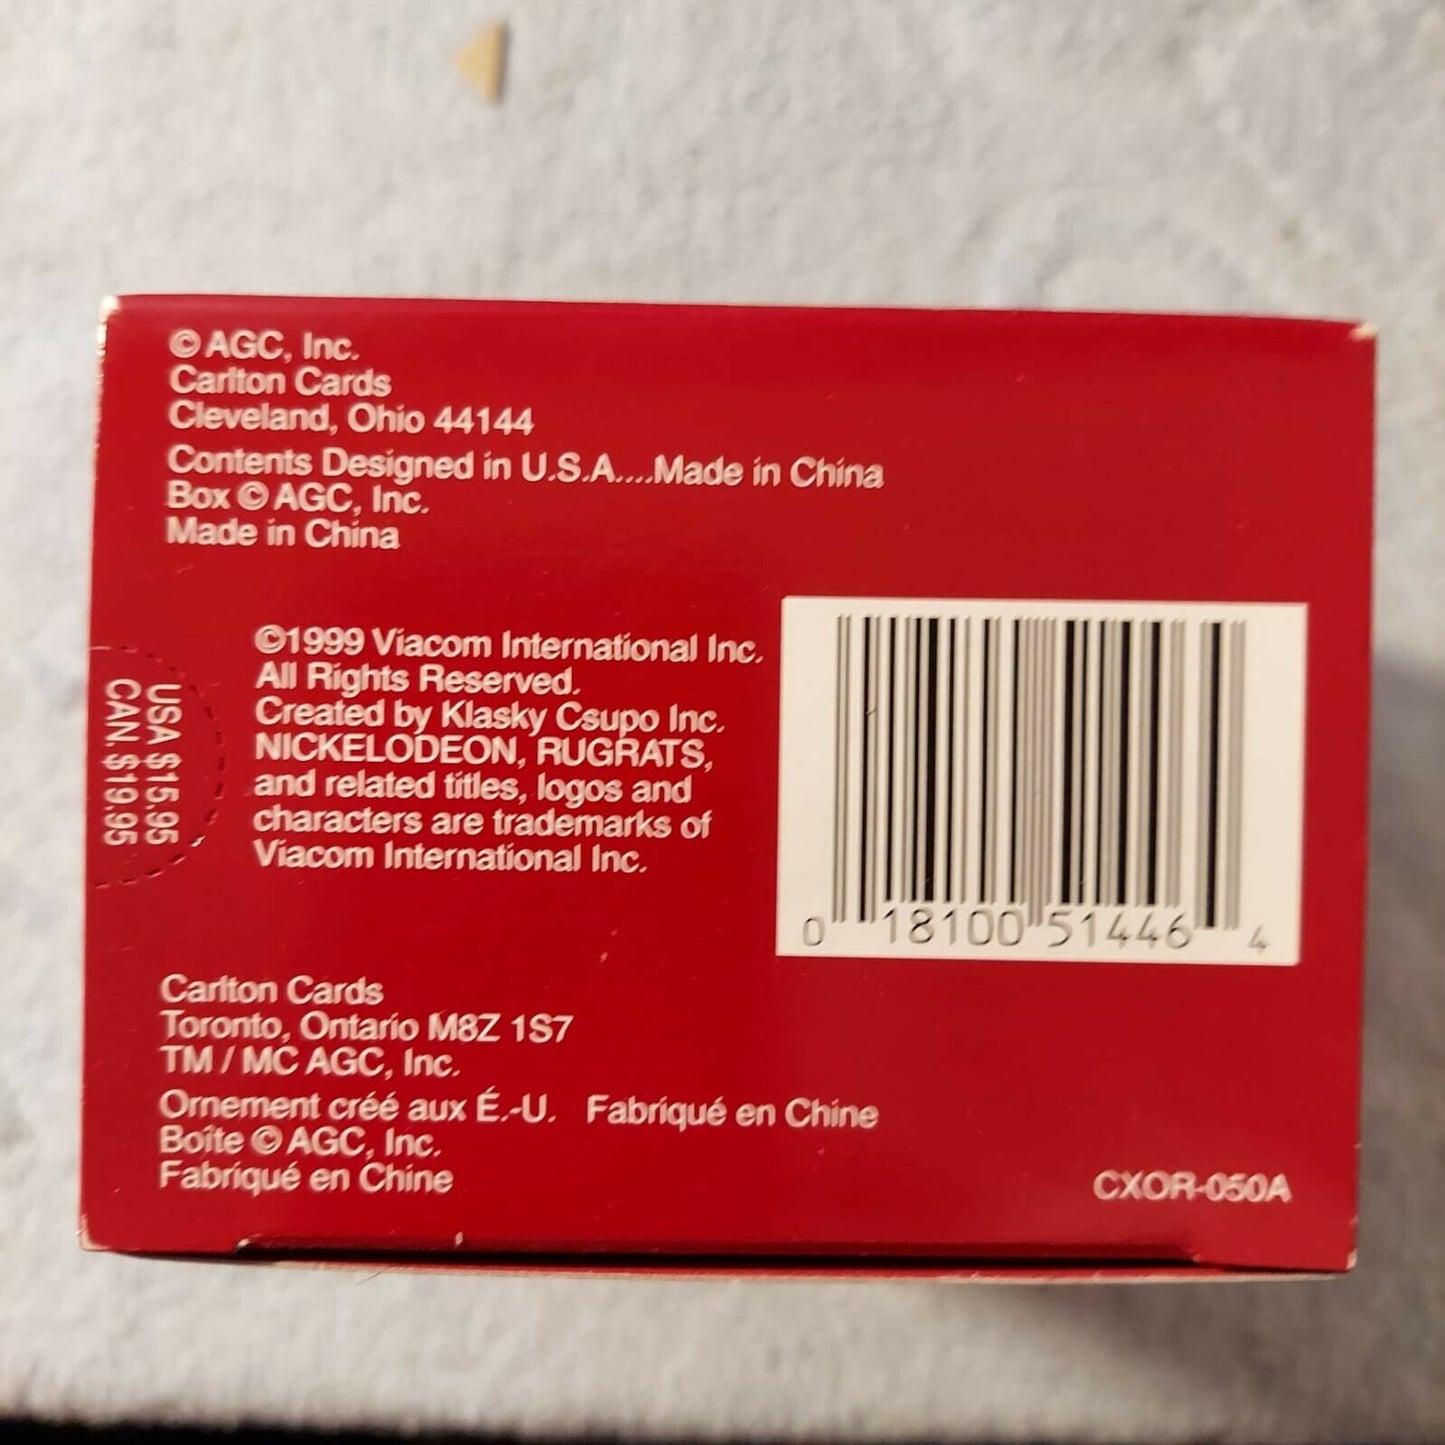 © AGC, Inc.
Carlton Cards
Cleveland, Ohio 44144
Contents Designed in U.S.A....Made in China
Box © AGC, Inc.
Made in China
©1999 Viacom International Inc.
All Rights Reserved.
Created by Klasky Csupo Inc.
NICKELODEON, RUGRATS,
and related titles, logos and
characters are trademarks of
Viacom International Inc.
USA $15.95
CAN. $19.95
0 18100 51446 4
Carlton Cards
Toronto, Ontario M8Z 1S7
TM / MC AGC, Inc.
Ornement créé aux É.-U. Fabriqué en Chine
Boîte © AGC, Inc.
Fabriqué en Chine
CXOR-050A